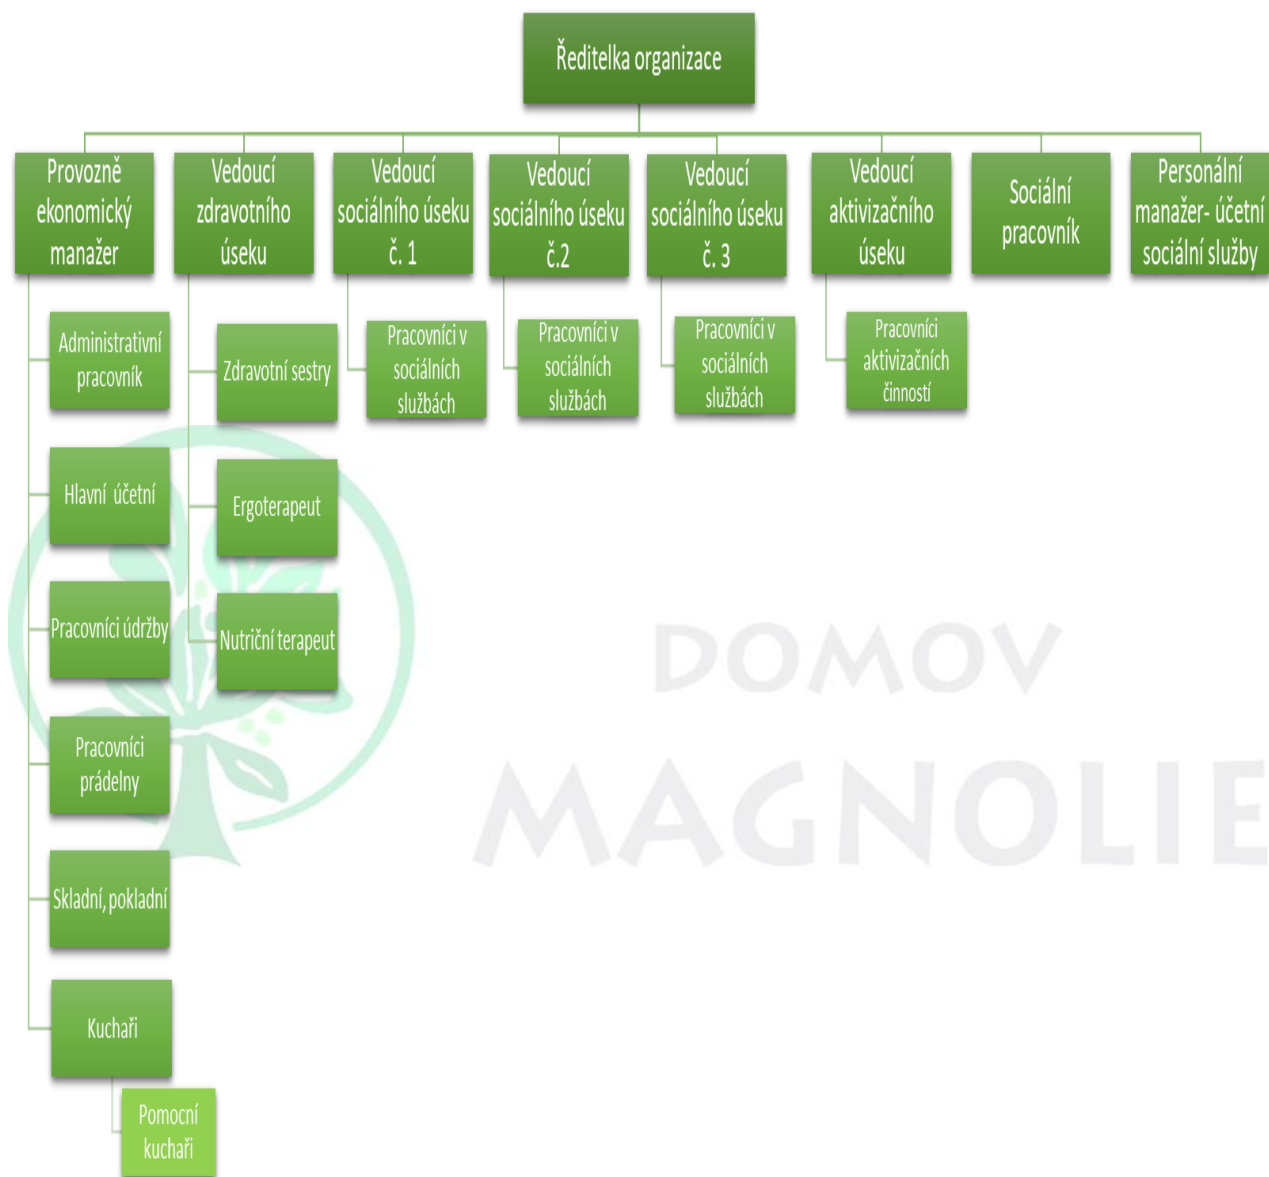 Ředitelka organizace
Provozně
ekonomický
manažer
Vedoucí
zdravotního
úseku
Vedoucí
sociálního úseku
č. 1
Vedoucí
sociálního úseku
č.2
Vedoucí
sociálního úseku
č. 3
Vedoucí
aktivizačního
úseku
Sociální
pracovník
Personální
manažer- účetní
sociální služby
Administrativní
pracovník
Zdravotní sestry
Pracovníci v
sociálních
službách
Pracovníci v
sociálních
službách
Pracovníci v
sociálních
službách
Pracovníci
aktivizačních
činností
Hlavní účetní
Ergoterapeut
Pracovníci údržby
Nutriční terapeut
Pracovníci
prádelny
Skladní, pokladní
Kuchaři
Pomocní
kuchaři
DOMOV
MAGNOLIE